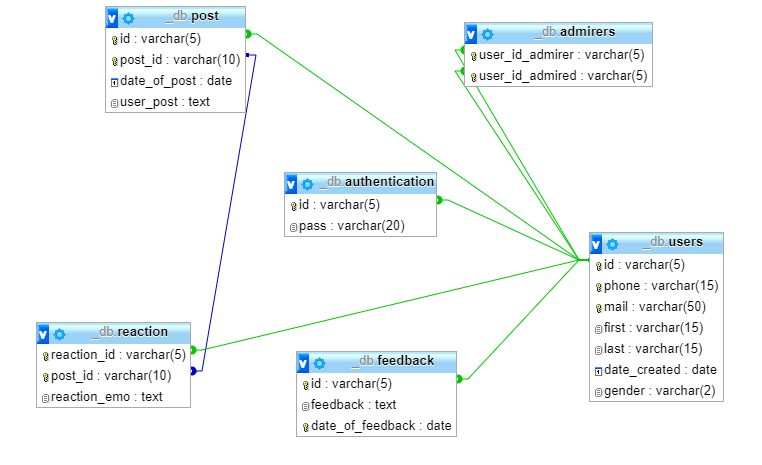 _db.post
id : varchar(5)
post_id : varchar(10)
date_of_post : date
user_post : text
_db.admirers
user_id_admirer : varchar(5)
user_id_admired : varchar(5)
_db.authentication
id : varchar(5)
pass : varchar(20)
_db.users
id : varchar(5)
phone : varchar(15)
mail : varchar(50)
first : varchar(15)
last : varchar(15)
date_created : date
gender : varchar(2)
_db.reaction
reaction_id : varchar(5)
post_id : varchar(10)
reaction_emo : text
_db.feedback
id : varchar(5)
feedback : text
date_of_feedback : date